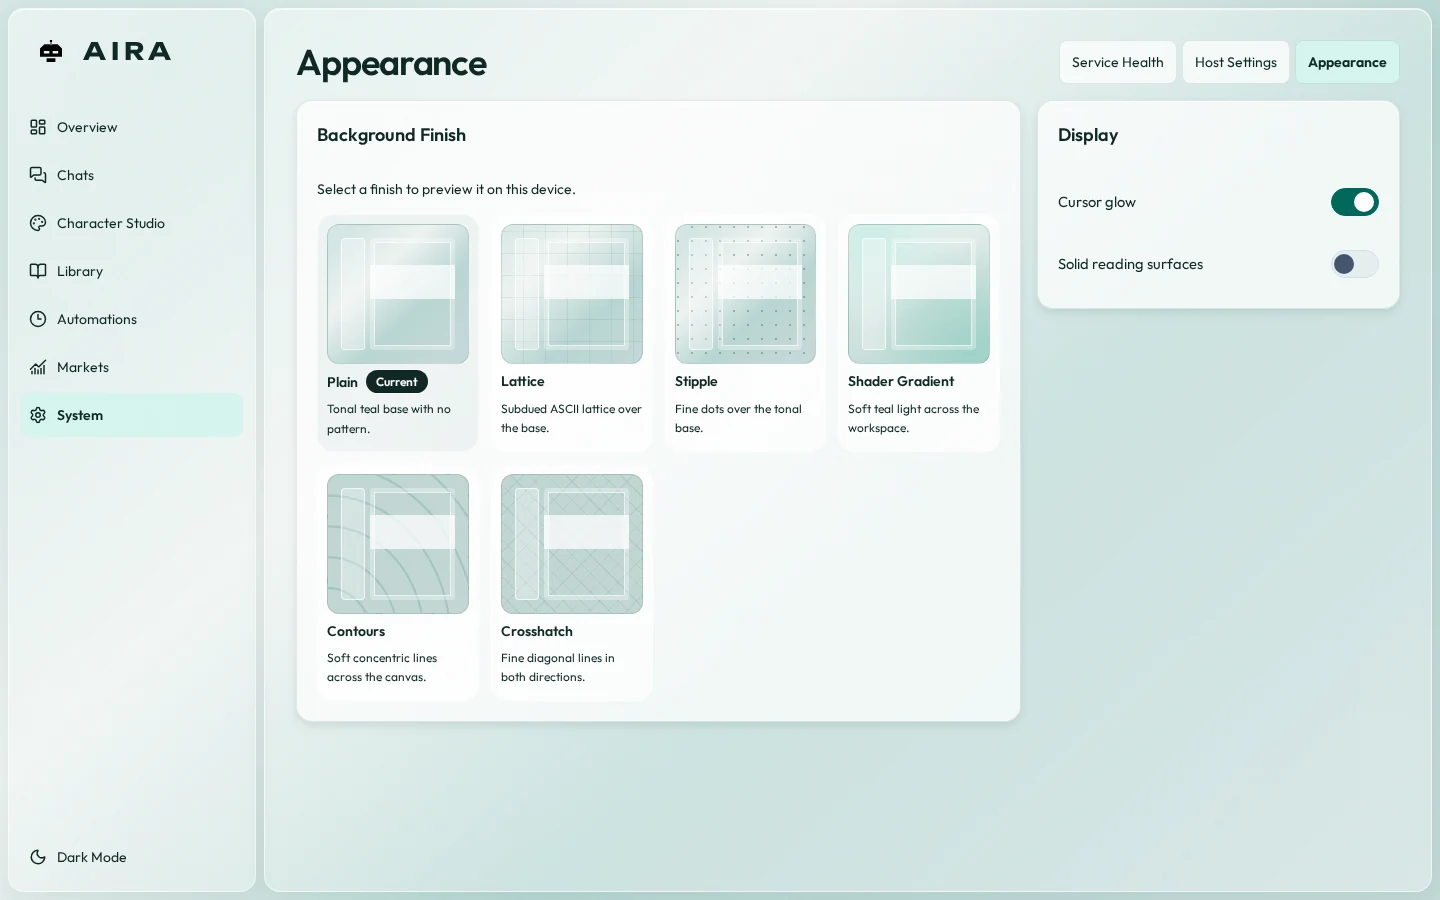 AIRA
Overview
Chats
Character Studio
Library
Automations
Markets
System
Dark Mode
Appearance
Service Health
Host Settings
Appearance
Background Finish
Select a finish to preview it on this device.
Plain
Current
Tonal teal base with no
pattern.
Lattice
Subdued ASCII lattice over
the base.
Stipple
Fine dots over the tonal
base.
Shader Gradient
Soft teal light across the
workspace.
Contours
Soft concentric lines
across the canvas.
Crosshatch
Fine diagonal lines in
both directions.
Display
Cursor glow
Solid reading surfaces